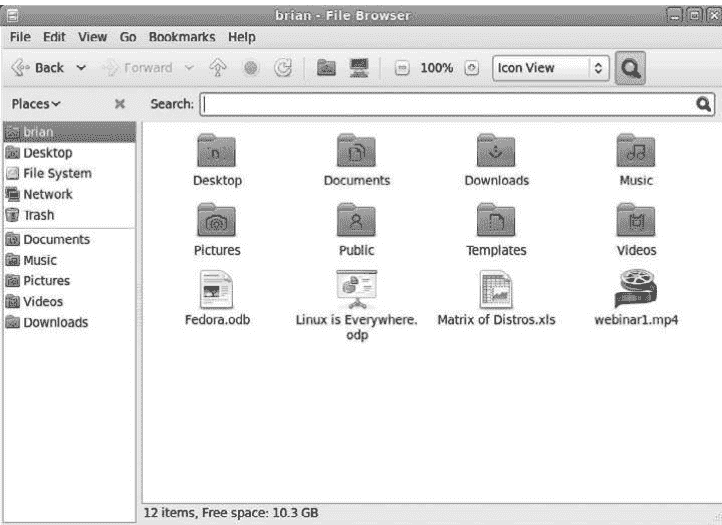 brian - File Browser
File Edit View Go Bookmarks Help
Back Forward 100% Icon View
Places Search:
brian
Desktop
File System
Network
Trash
Documents
Music
Pictures
Videos
Downloads
Desktop Documents Downloads Music
Pictures Public Templates Videos
Fedora.odb Linux is Everywhere. Matrix of Distros.xls webinar1.mp4
odp
12 items, Free space: 10.3 GB